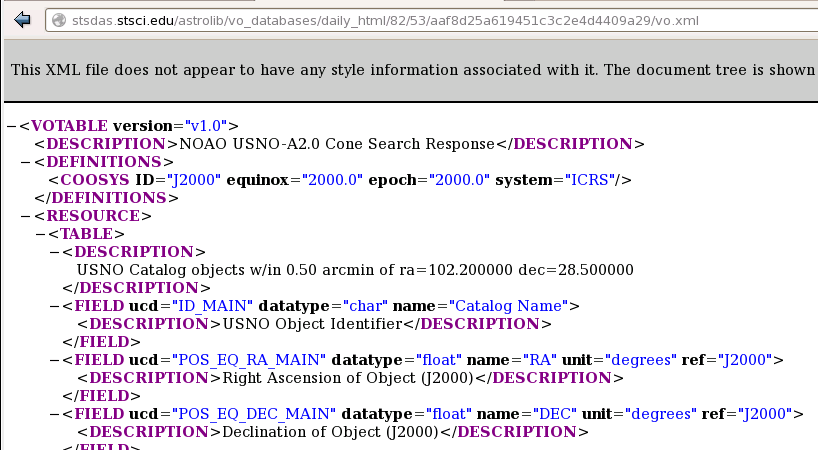 stsdas.stsci.edu/astrolib/vo_databases/daily_html/82/53/aaf8d25a619451c3c2e4d4409a29/vo.xml
This XML file does not appear to have any style information associated with it. The document tree is shown
−<VOTABLE version="v1.0">
<DESCRIPTION>NOAO USNO-A2.0 Cone Search Response</DESCRIPTION>
−<DEFINITIONS>
<COOSYS ID="J2000" equinox="2000.0" epoch="2000.0" system="ICRS"/>
</DEFINITIONS>
−<RESOURCE>
−<TABLE>
−<DESCRIPTION>
USNO Catalog objects w/in 0.50 arcmin of ra=102.200000 dec=28.500000
</DESCRIPTION>
−<FIELD ucd="ID_MAIN" datatype="char" name="Catalog Name">
<DESCRIPTION>USNO Object Identifier</DESCRIPTION>
</FIELD>
−<FIELD ucd="POS_EQ_RA_MAIN" datatype="float" name="RA" unit="degrees" ref="J2000">
<DESCRIPTION>Right Ascension of Object (J2000)</DESCRIPTION>
</FIELD>
−<FIELD ucd="POS_EQ_DEC_MAIN" datatype="float" name="DEC" unit="degrees" ref="J2000">
<DESCRIPTION>Declination of Object (J2000)</DESCRIPTION>
</FIELD>